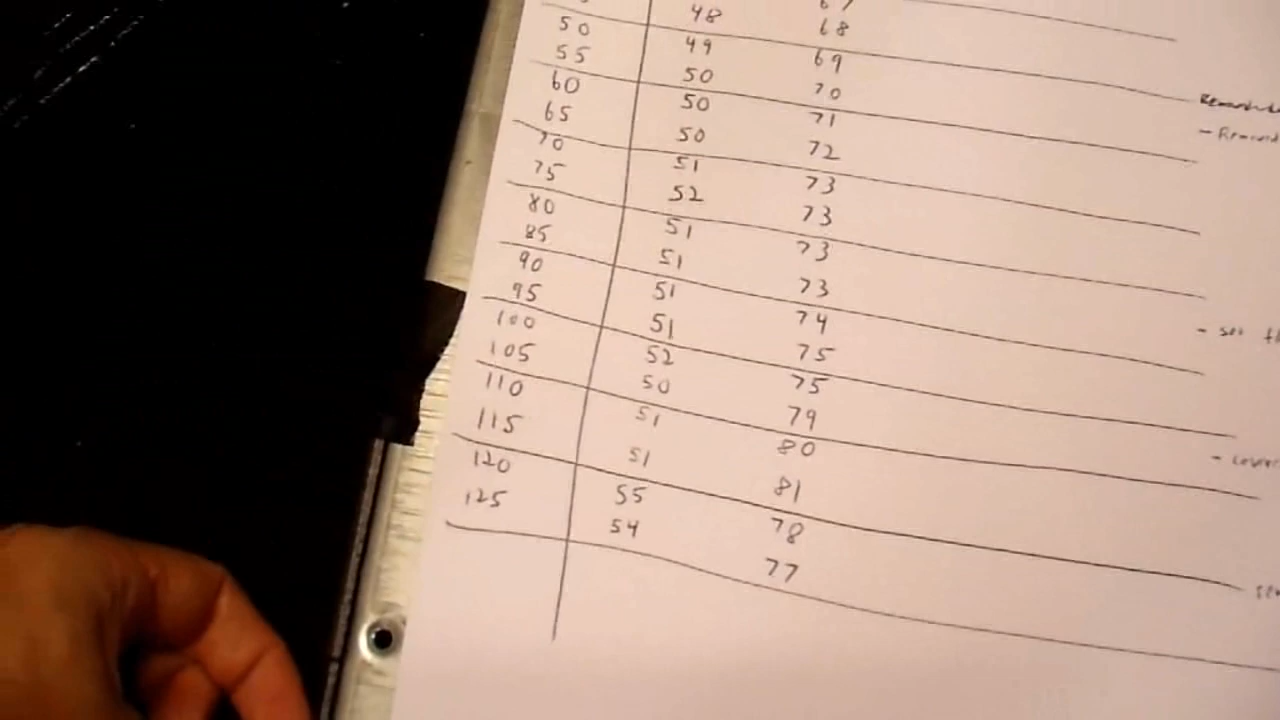 67
48 68
50 49 69
55 50 70
60 50 71
65 50 72
70 51 73
75 52 73
80 51 73
85 51 73
90 51 74
95 51 75
100 52 75
105 50 79
110 51 80
115 51 81
120 55 78
125 54 77